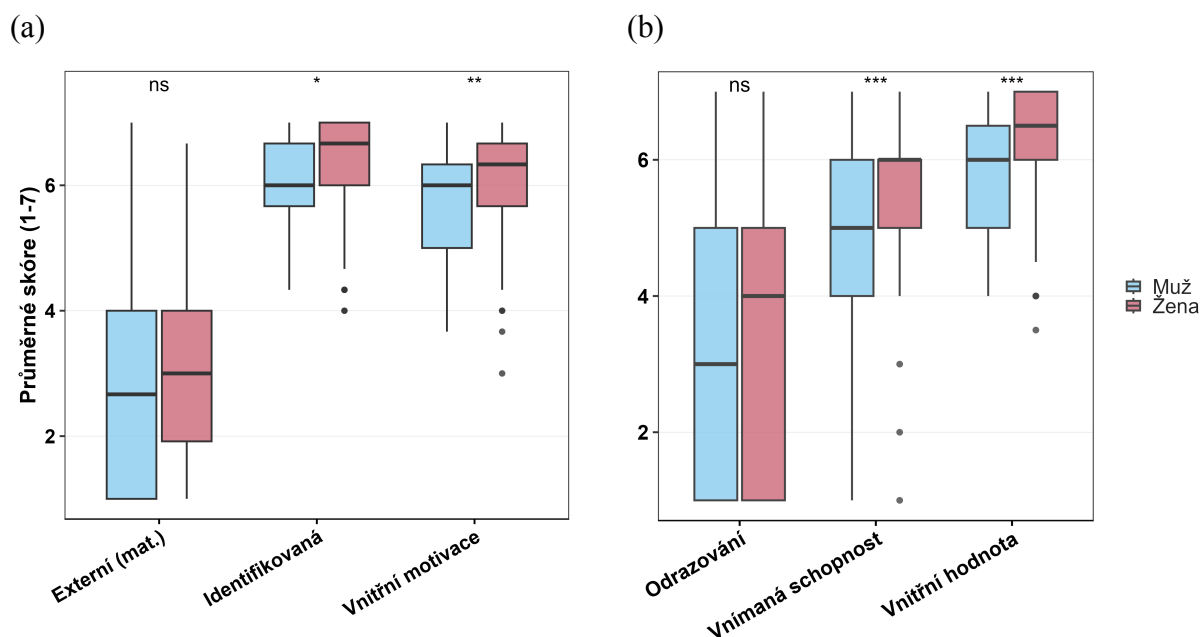 (a)
ns
*
**
Průměrné skóre (1-7)
6
4
2
Externí (mat.)
Identifikovaná
Vnitřní motivace
(b)
ns
***
***
6
4
2
Odrazování
Vnímaná schopnost
Vnitřní hodnota
Muž
Žena